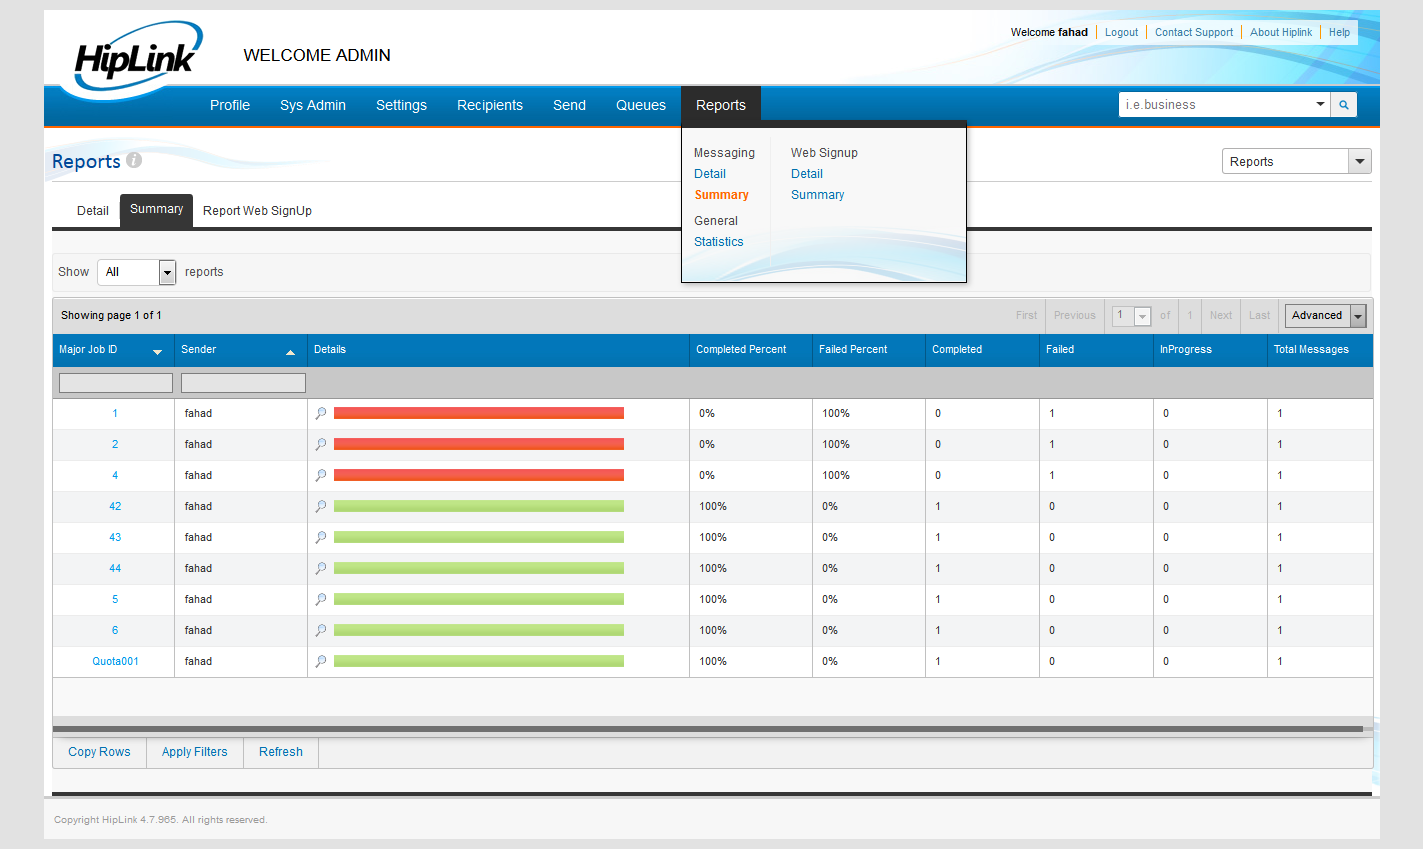 Welcome fahad Logout Contact Support About Hiplink Help
HipLink
WELCOME ADMIN
Profile Sys Admin Settings Recipients Send Queues Reports i.e.business
Reports i Reports
Messaging Web Signup
Detail Detail
Summary Summary
General
Statistics
Detail Summary Report Web SignUp
Show All reports
Showing page 1 of 1 First Previous 1 of 1 Next Last Advanced
Major Job ID Sender Details Completed Percent Failed Percent Completed Failed InProgress Total Messages
1 fahad 0% 100% 0 1 0 1
2 fahad 0% 100% 0 1 0 1
4 fahad 0% 100% 0 1 0 1
42 fahad 100% 0% 1 0 0 1
43 fahad 100% 0% 1 0 0 1
44 fahad 100% 0% 1 0 0 1
5 fahad 100% 0% 1 0 0 1
6 fahad 100% 0% 1 0 0 1
Quota001 fahad 100% 0% 1 0 0 1
Copy Rows Apply Filters Refresh
Copyright HipLink 4.7.965. All rights reserved.